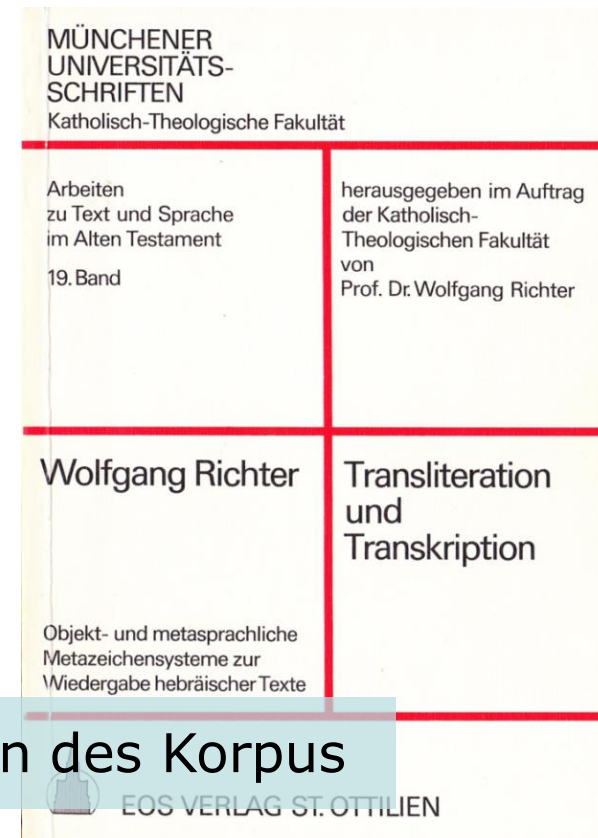 MÜNCHENER
UNIVERSITÄTS-
SCHRIFTEN
Katholisch-Theologische Fakultät
Arbeiten
zu Text und Sprache
im Alten Testament
19. Band
herausgegeben im Auftrag
der Katholisch-
Theologischen Fakultät
von
Prof. Dr. Wolfgang Richter
Wolfgang Richter
Transliteration
und
Transkription
Objekt- und metasprachliche
Metazeichensysteme zur
Wiedergabe hebräischer Texte
n des Korpus
EOS VERLAG ST. OTTILIEN